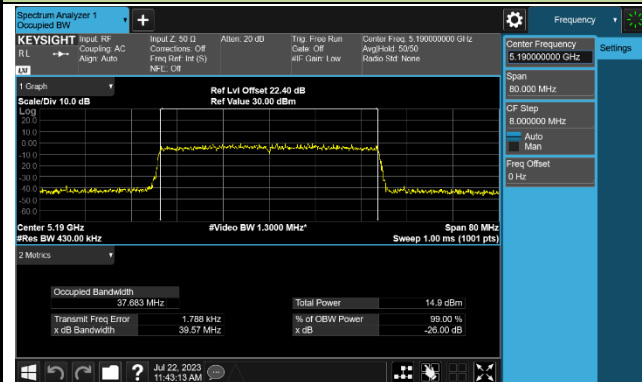 Spectrum Analyzer 1
Occupied BW
Frequency
KEYSIGHT
RL
Input: RF
Coupling: AC
Align: Auto
Input Z: 50 Ω
Corrections: Off
Freq Ref: Int (S)
NFE: Off
Atten: 20 dB
Trig: Free Run
Gate: Off
#IF Gain: Low
Center Freq: 5.190000000 GHz
Avg|Hold: 50/50
Radio Std: None
LXI
Center Frequency
5.190000000 GHz
Settings
Span
80.000 MHz
CF Step
8.000000 MHz
Auto
Man
Freq Offset
0 Hz
1 Graph
Scale/Div 10.0 dB
Ref Lvl Offset 22.40 dB
Ref Value 30.00 dBm
Log
20.0
10.0
0.00
-10.0
-20.0
-30.0
-40.0
-50.0
-60.0
Center 5.19 GHz
#Res BW 430.00 kHz
#Video BW 1.3000 MHz*
Span 80 MHz
Sweep 1.00 ms (1001 pts)
2 Metrics
Occupied Bandwidth
37.683 MHz
Total Power 14.9 dBm
Transmit Freq Error 1.788 kHz
% of OBW Power 99.00 %
x dB Bandwidth 39.57 MHz
x dB -26.00 dB
?
Jul 22, 2023
11:43:13 AM